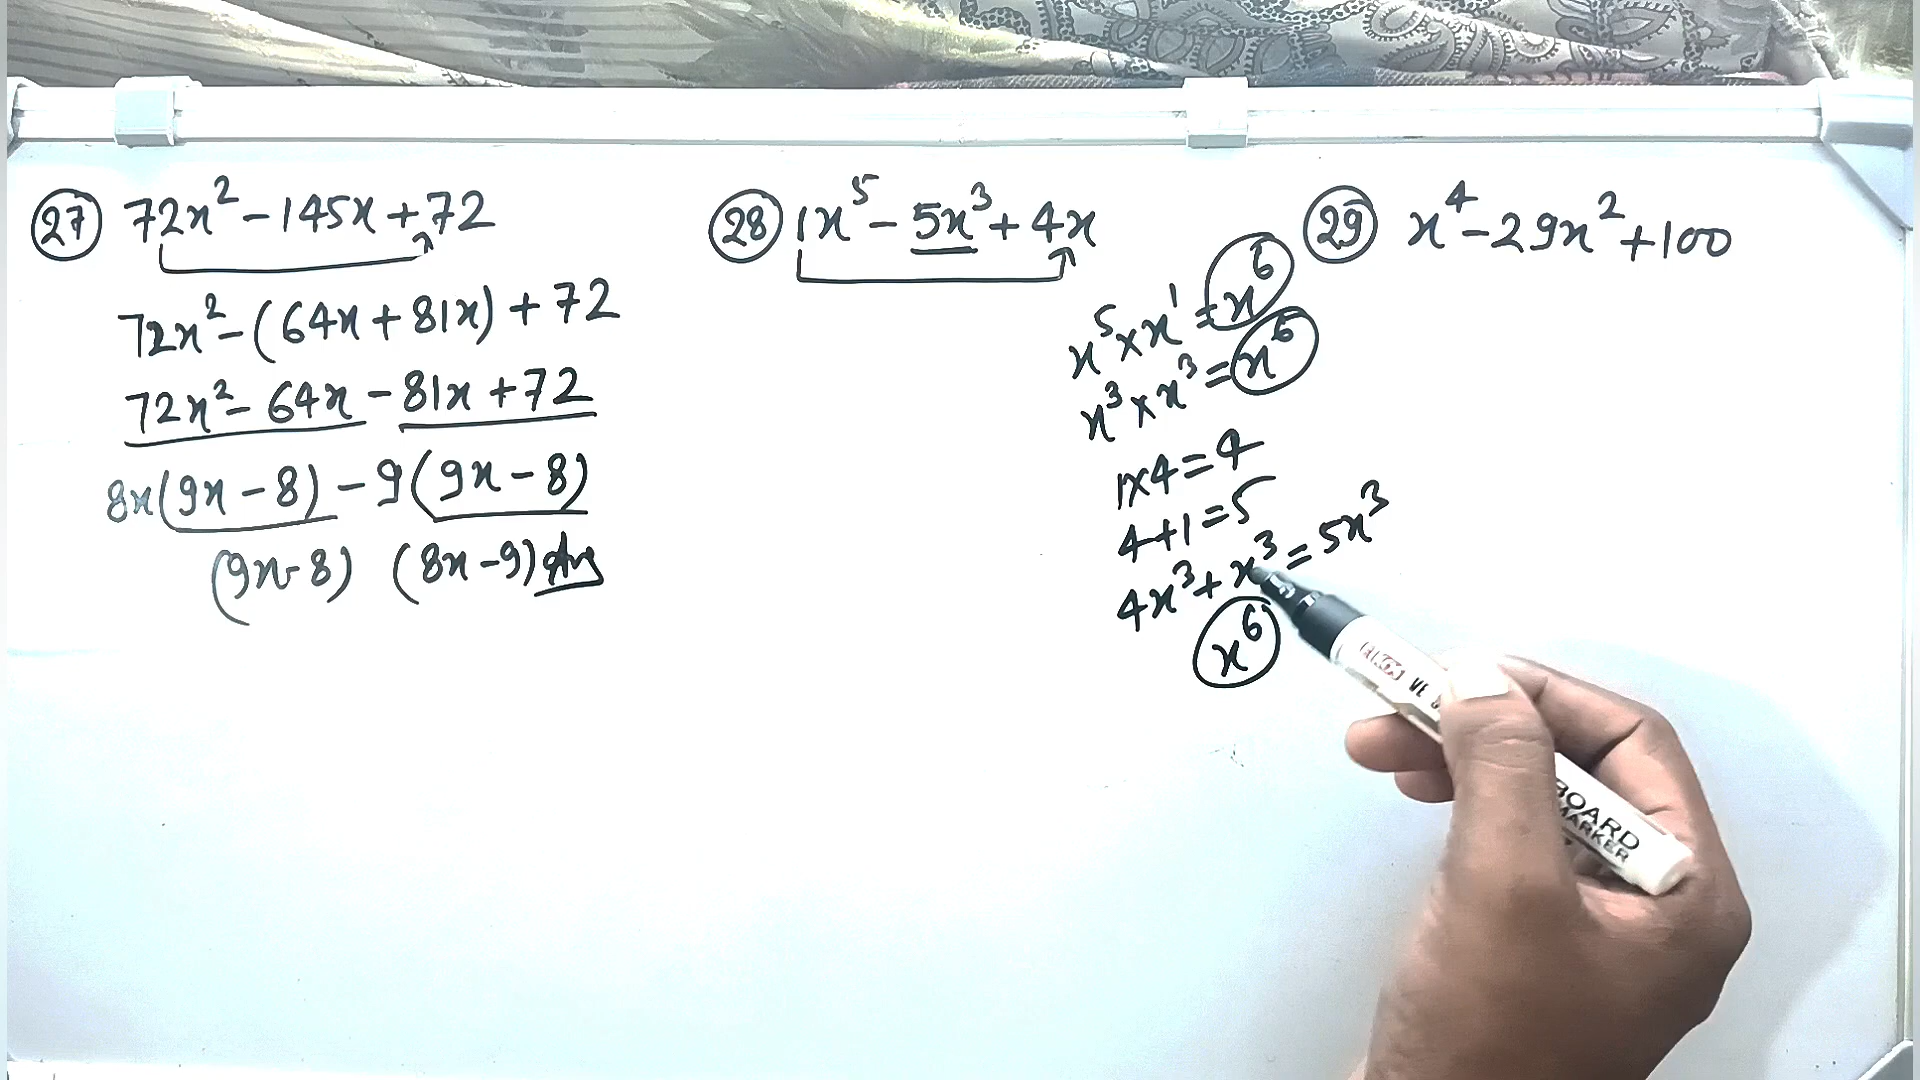 27 72x² - 145x + 72
72x² - (64x + 81x) + 72
72x² - 64x - 81x + 72
8x(9x - 8) - 9(9x - 8)
(9x - 8) (8x - 9) Ans
28 1x⁵ - 5x³ + 4x
x⁵ × x¹ = x⁶
x³ × x³ = x⁶
1×4 = 4
4+1 = 5
4x³ + x³ = 5x³
x⁶
29 x⁴ - 29x² + 100
BOARD
MARKER